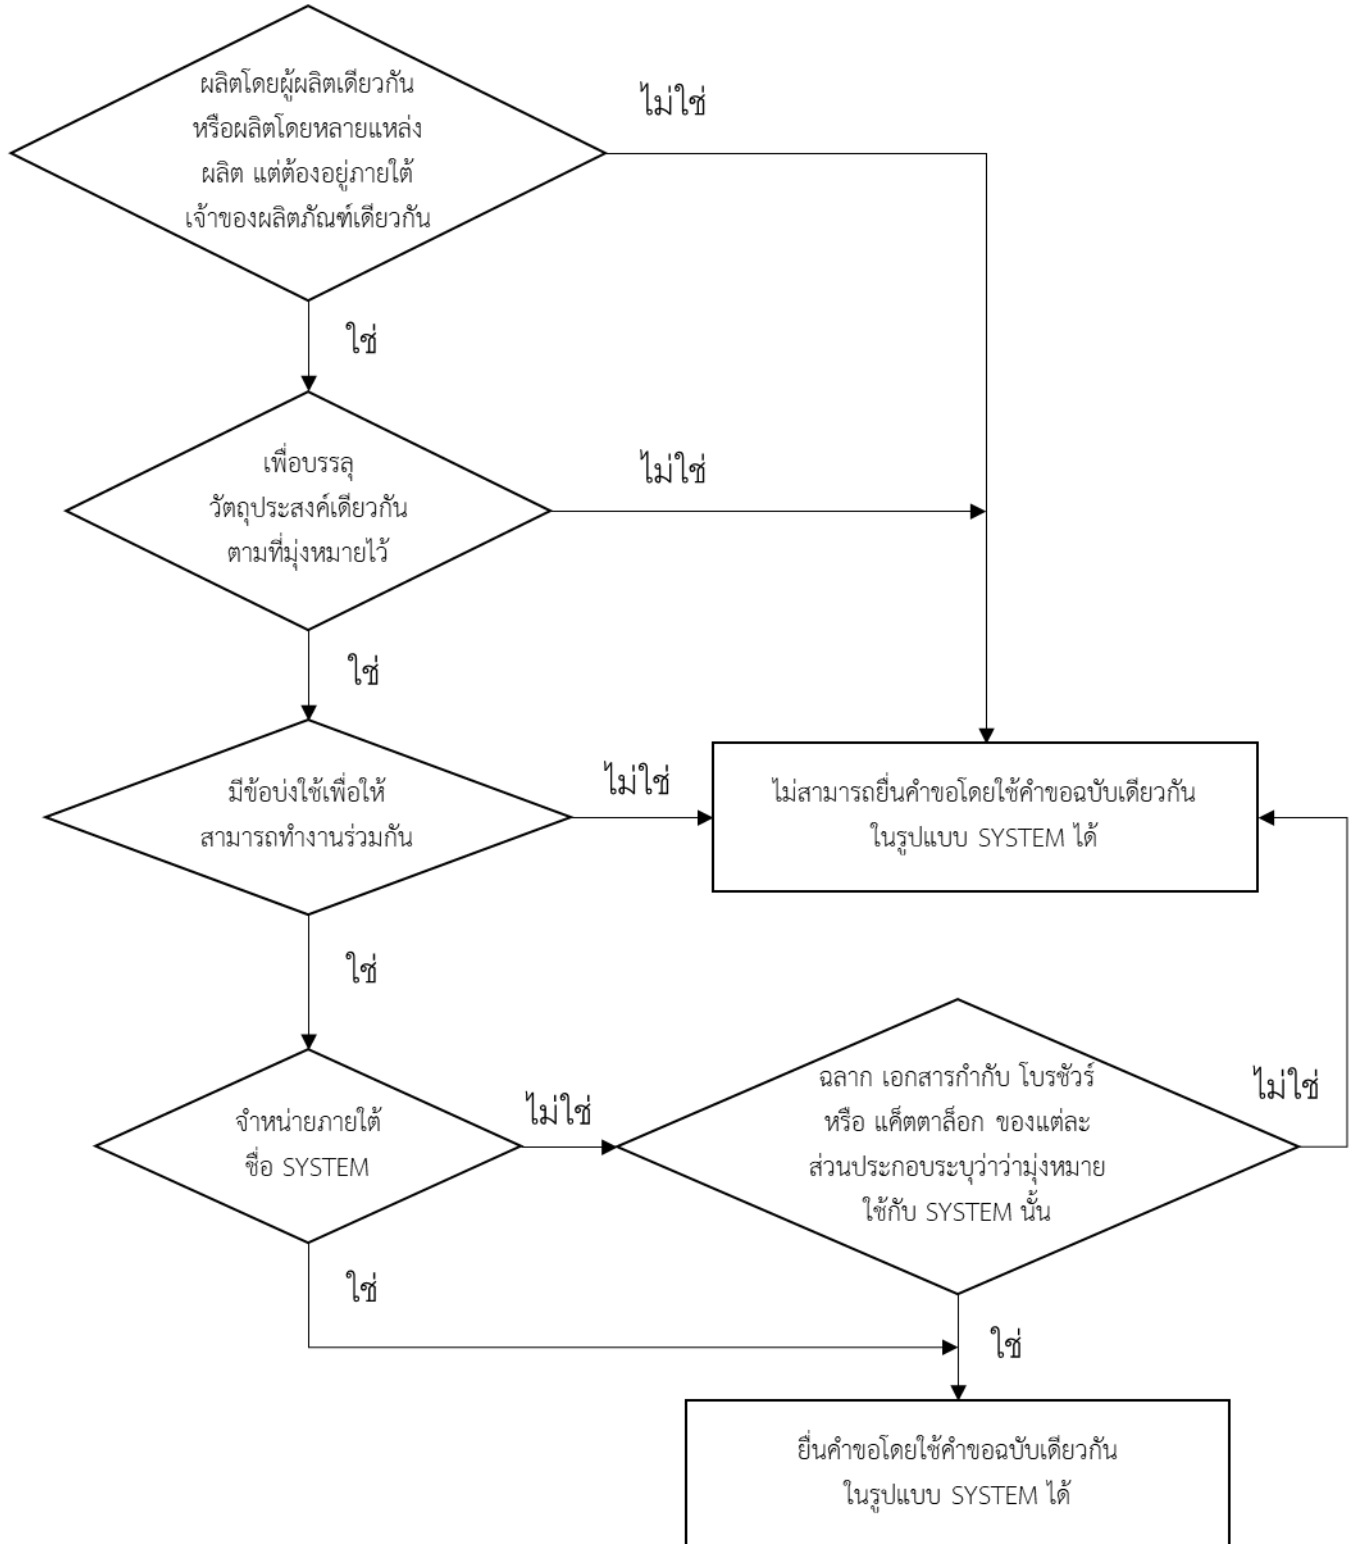 ผลิตโดยผู้ผลิตเดียวกัน
หรือผลิตโดยหลายแหล่ง
ผลิต แต่ต้องอยู่ภายใต้
เจ้าของผลิตภัณฑ์เดียวกัน
ไม่ใช่
ใช่
เพื่อบรรลุ
วัตถุประสงค์เดียวกัน
ตามที่มุ่งหมายไว้
ไม่ใช่
ใช่
มีข้อบ่งใช้เพื่อให้
สามารถทำงานร่วมกัน
ไม่ใช่
ไม่สามารถยื่นคำขอโดยใช้คำขอฉบับเดียวกัน
ในรูปแบบ SYSTEM ได้
ใช่
จำหน่ายภายใต้
ชื่อ SYSTEM
ไม่ใช่
ฉลาก เอกสารกำกับ โบรชัวร์
หรือ แค็ตตาล็อก ของแต่ละ
ส่วนประกอบระบุว่าว่ามุ่งหมาย
ใช้กับ SYSTEM นั้น
ไม่ใช่
ใช่
ใช่
ยื่นคำขอโดยใช้คำขอฉบับเดียวกัน
ในรูปแบบ SYSTEM ได้